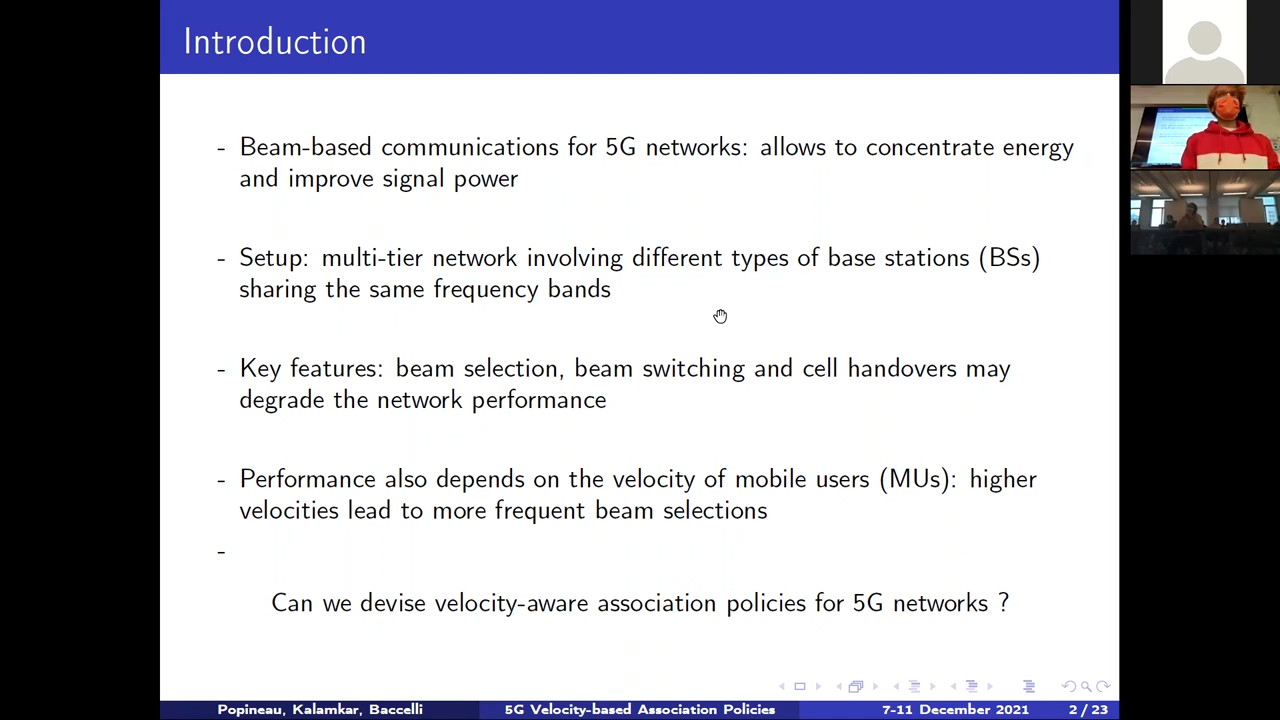 Introduction
- Beam-based communications for 5G networks: allows to concentrate energy
and improve signal power
- Setup: multi-tier network involving different types of base stations (BSs)
sharing the same frequency bands
- Key features: beam selection, beam switching and cell handovers may
degrade the network performance
- Performance also depends on the velocity of mobile users (MUs): higher
velocities lead to more frequent beam selections
-
Can we devise velocity-aware association policies for 5G networks ?
Popineau, Kalamkar, Baccelli 5G Velocity-based Association Policies 7-11 December 2021 2 / 23